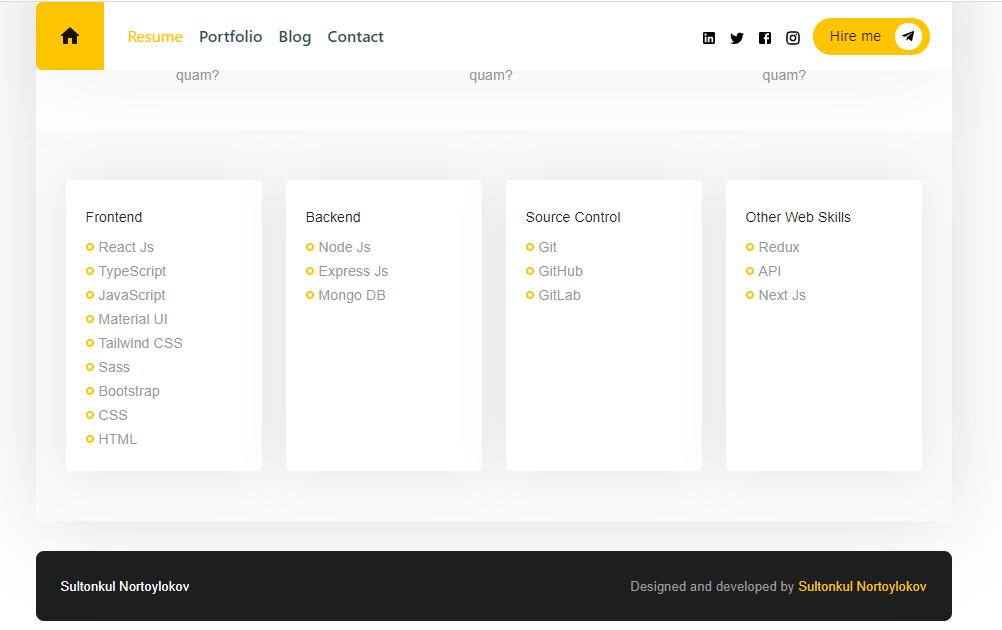 Resume Portfolio Blog Contact Hire me
quam? quam? quam?
Frontend
React Js
TypeScript
JavaScript
Material UI
Tailwind CSS
Sass
Bootstrap
CSS
HTML
Backend
Node Js
Express Js
Mongo DB
Source Control
Git
GitHub
GitLab
Other Web Skills
Redux
API
Next Js
Sultonkul Nortoylokov
Designed and developed by Sultonkul Nortoylokov